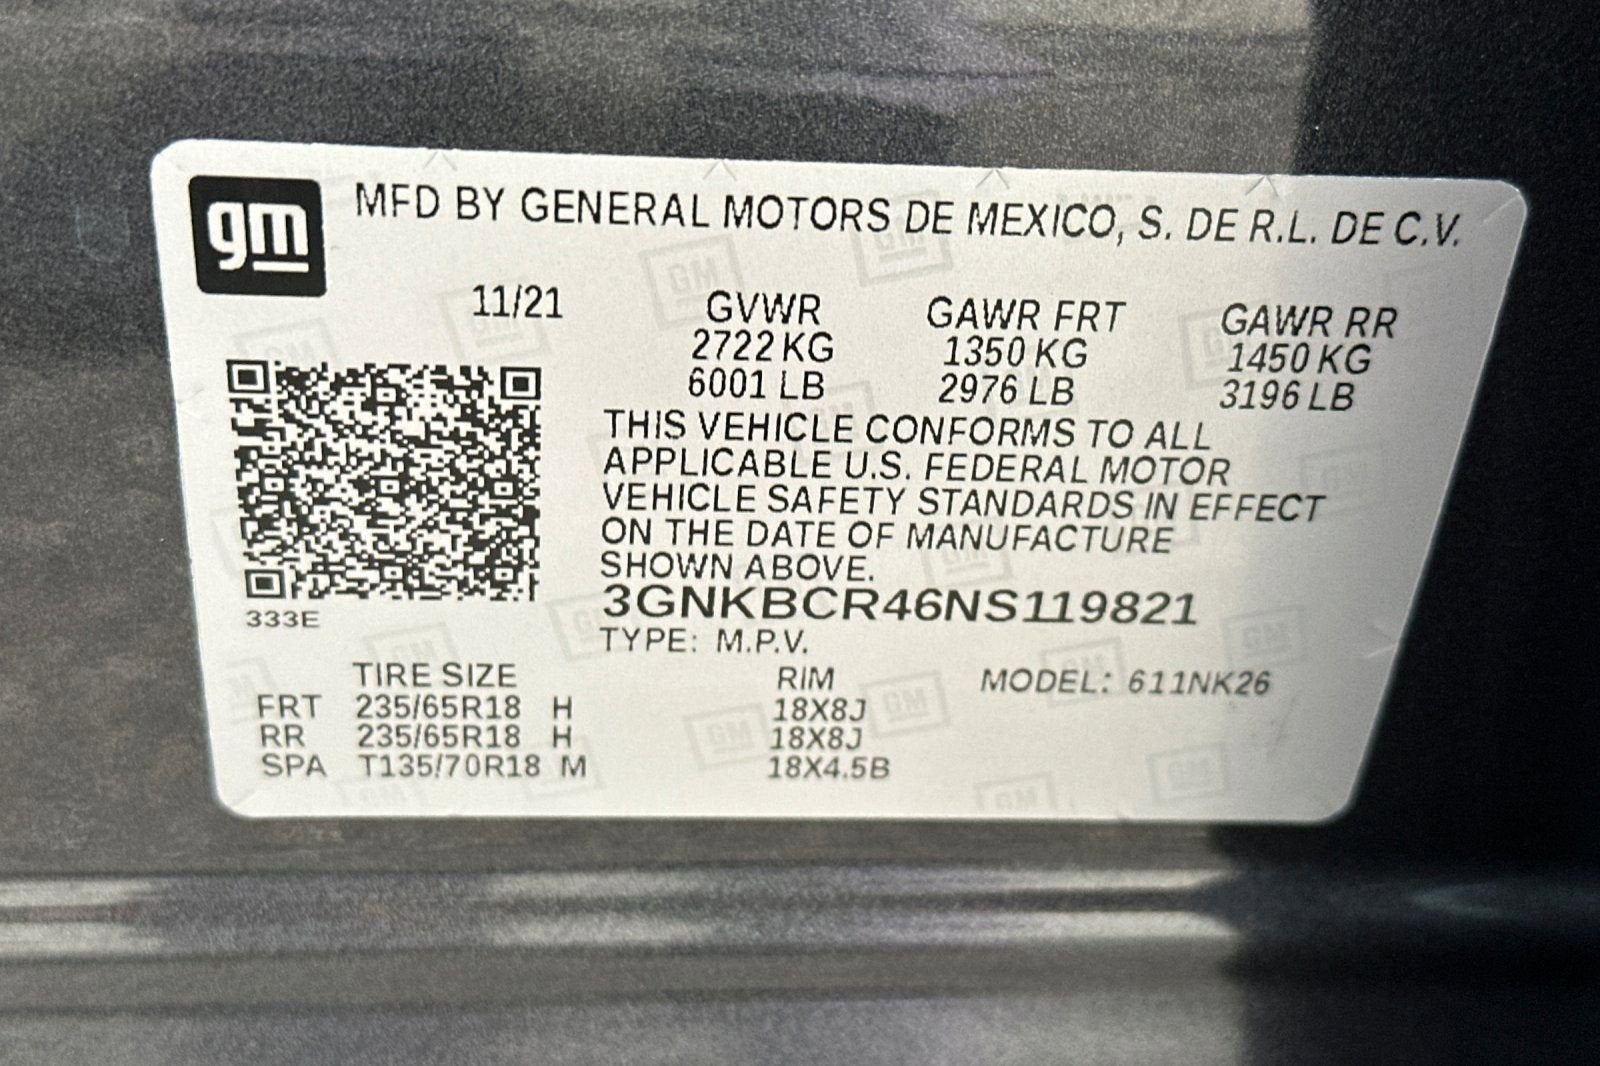 gm
MFD BY GENERAL MOTORS DE MEXICO, S. DE R.L. DE C.V.
11/21 GVWR GAWR FRT GAWR RR
2722 KG 1350 KG 1450 KG
6001 LB 2976 LB 3196 LB
THIS VEHICLE CONFORMS TO ALL
APPLICABLE U.S. FEDERAL MOTOR
VEHICLE SAFETY STANDARDS IN EFFECT
ON THE DATE OF MANUFACTURE
SHOWN ABOVE.
333E
3GNKBCR46NS119821
TYPE: M.P.V.
TIRE SIZE RIM MODEL: 611NK26
FRT 235/65R18 H 18X8J
RR 235/65R18 H 18X8J
SPA T135/70R18 M 18X4.5B